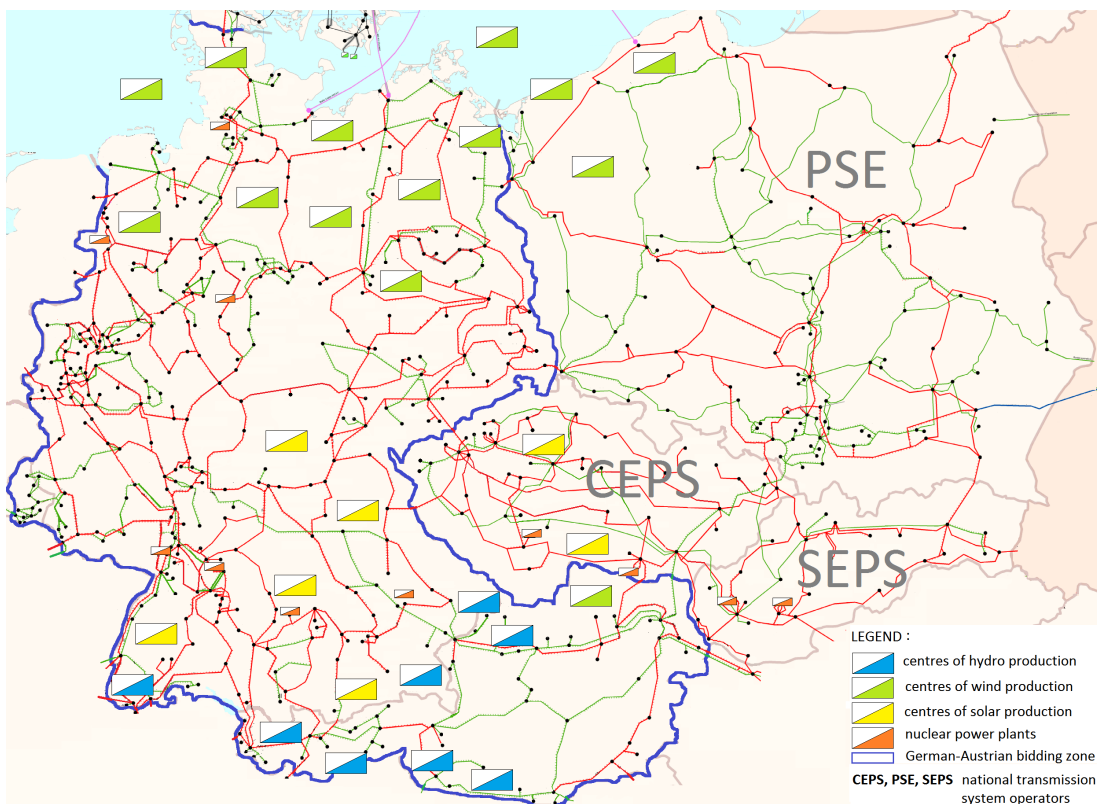 PSE
CEPS
SEPS
LEGEND :
centres of hydro production
centres of wind production
centres of solar production
nuclear power plants
German-Austrian bidding zone
CEPS, PSE, SEPS national transmission
system operators